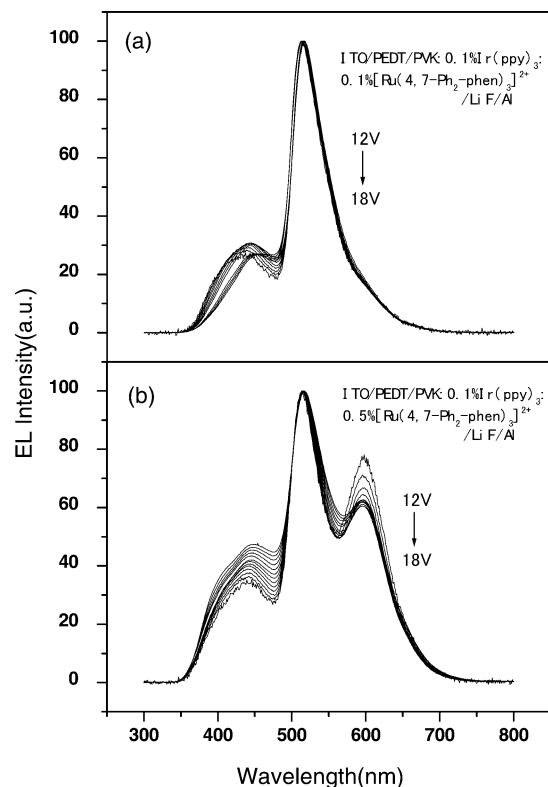 (a)
ITO/PEDT/PVK: 0.1%Ir(ppy)3:
0.1%[Ru(4,7-Ph2-phen)3]2+
/LiF/Al
12V
18V
100
80
60
40
20
0
(b)
ITO/PEDT/PVK: 0.1%Ir(ppy)3:
0.5%[Ru(4,7-Ph2-phen)3]2+
/LiF/Al
12V
18V
100
80
60
40
20
0
EL Intensity(a.u.)
300 400 500 600 700 800
Wavelength(nm)